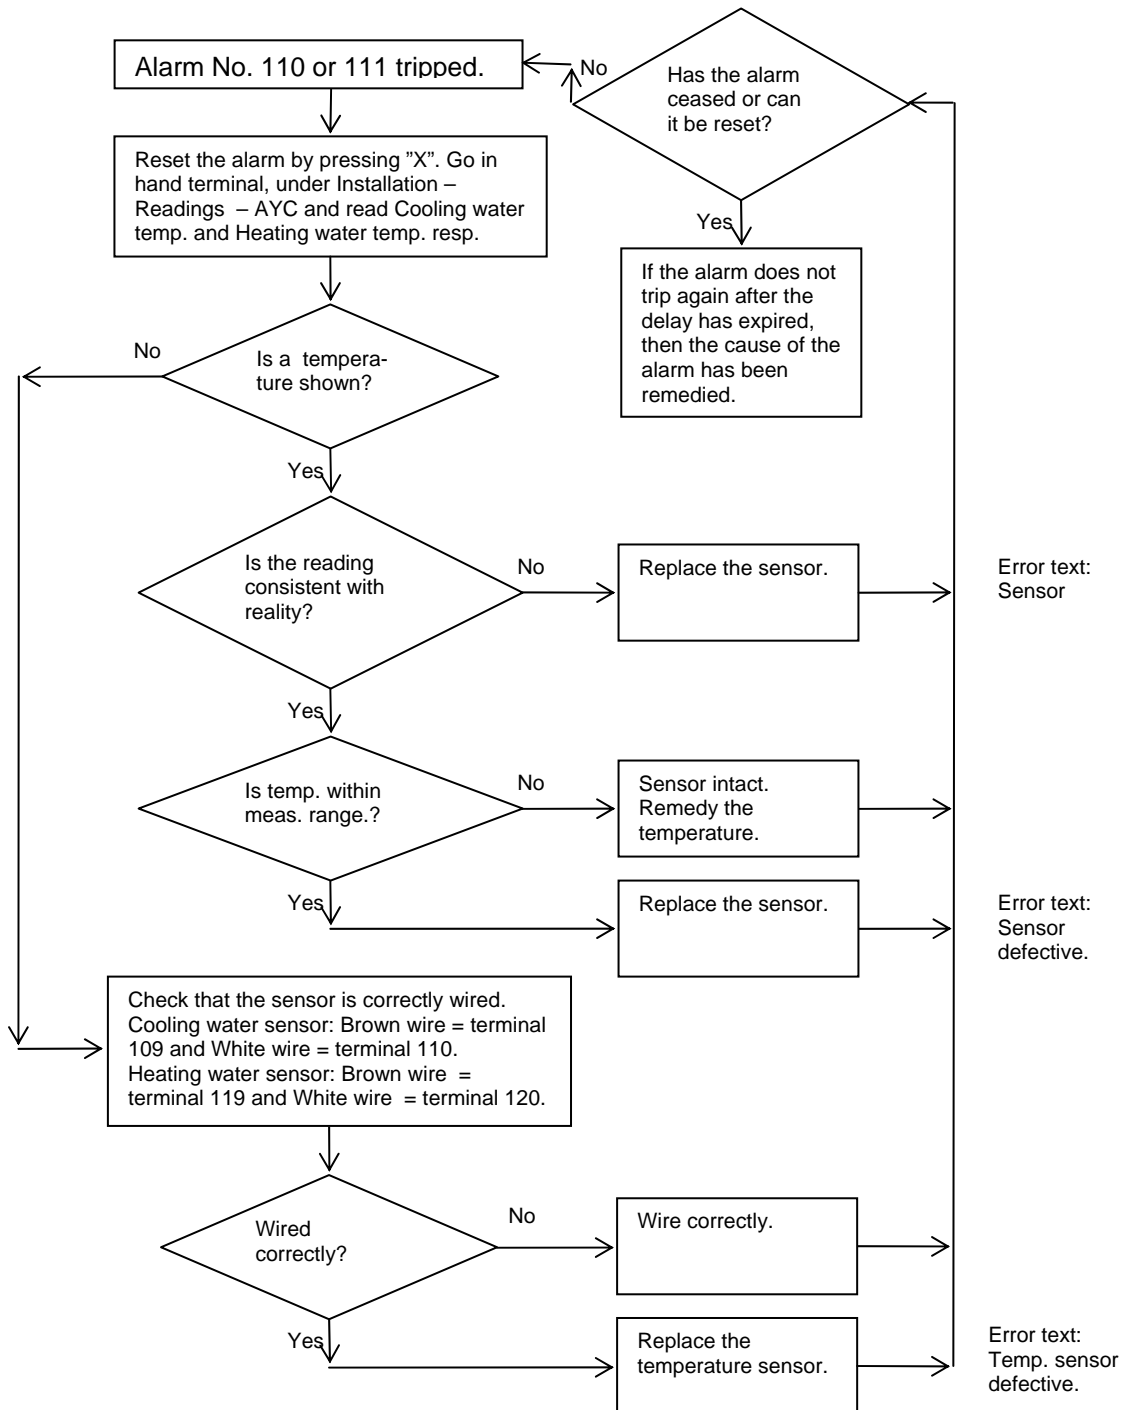 Alarm No. 110 or 111 tripped.
No
Has the alarm
ceased or can
it be reset?
Reset the alarm by pressing ”X”. Go in
hand terminal, under Installation –
Readings – AYC and read Cooling water
temp. and Heating water temp. resp.
Yes
If the alarm does not
trip again after the
delay has expired,
then the cause of the
alarm has been
remedied.
No
Is a tempera-
ture shown?
Yes
Is the reading
consistent with
reality?
No
Replace the sensor.
Error text:
Sensor
Yes
Is temp. within
meas. range.?
No
Sensor intact.
Remedy the
temperature.
Yes
Replace the sensor.
Error text:
Sensor
defective.
Check that the sensor is correctly wired.
Cooling water sensor: Brown wire = terminal
109 and White wire = terminal 110.
Heating water sensor: Brown wire =
terminal 119 and White wire = terminal 120.
Wired
correctly?
No
Wire correctly.
Yes
Replace the
temperature sensor.
Error text:
Temp. sensor
defective.